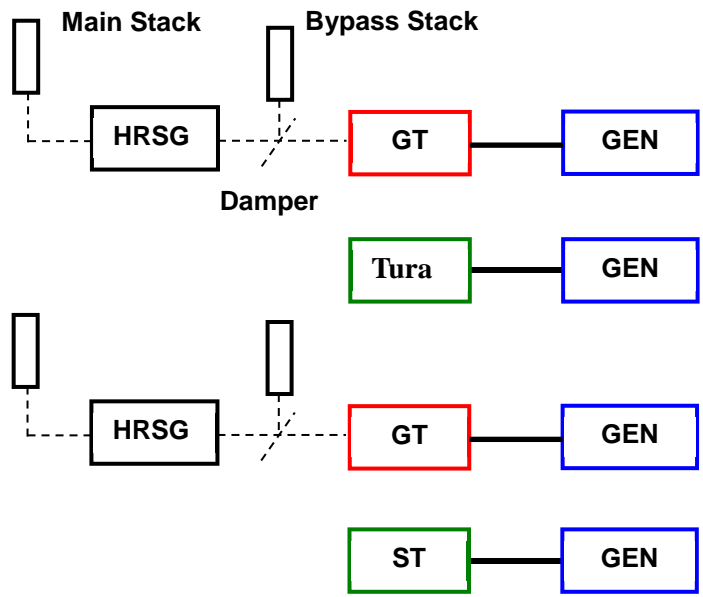 Main Stack
Bypass Stack
HRSG
GT
GEN
Damper
Tura
GEN
HRSG
GT
GEN
ST
GEN